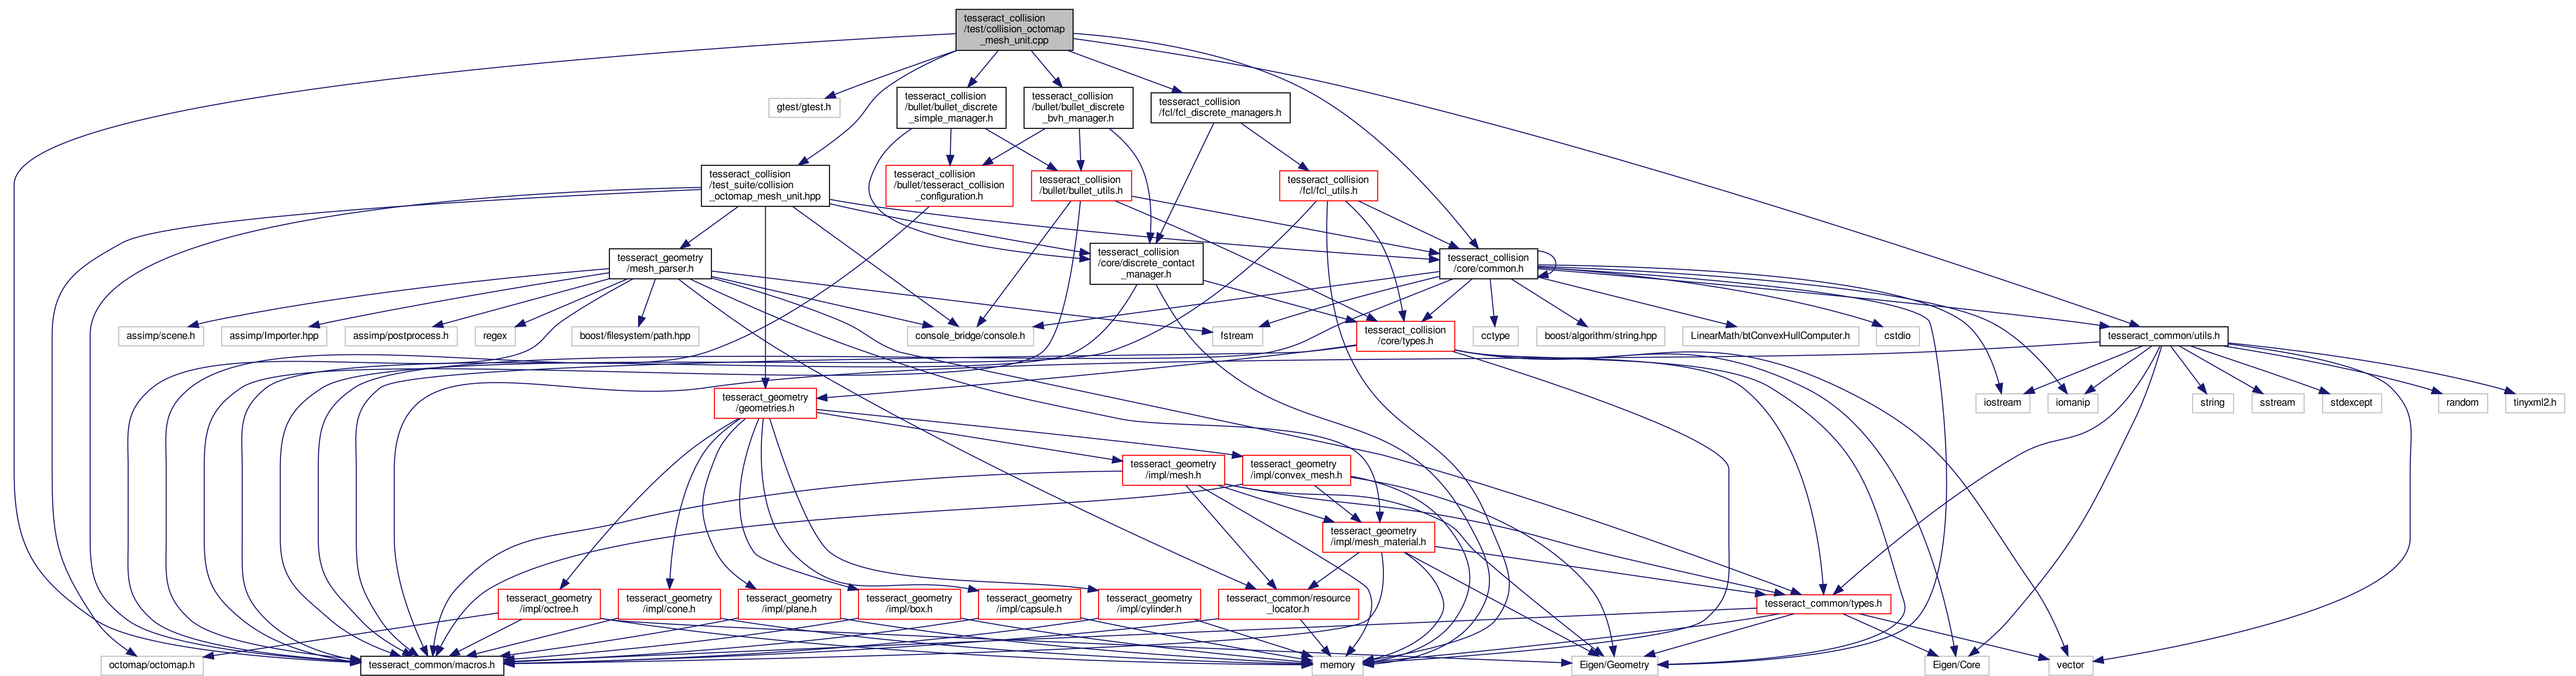 tesseract_collision
/test/collision_octomap
_mesh_unit.cpp
gtest/gtest.h
tesseract_collision
/bullet/bullet_discrete
_simple_manager.h
tesseract_collision
/bullet/bullet_discrete
_bvh_manager.h
tesseract_collision
/fcl/fcl_discrete_managers.h
tesseract_collision
/test_suite/collision
_octomap_mesh_unit.hpp
tesseract_collision
/bullet/tesseract_collision
_configuration.h
tesseract_collision
/bullet/bullet_utils.h
tesseract_collision
/fcl/fcl_utils.h
tesseract_geometry
/mesh_parser.h
tesseract_collision
/core/discrete_contact
_manager.h
tesseract_collision
/core/common.h
assimp/scene.h
assimp/Importer.hpp
assimp/postprocess.h
regex
boost/filesystem/path.hpp
console_bridge/console.h
fstream
tesseract_collision
/core/types.h
cctype
boost/algorithm/string.hpp
LinearMath/btConvexHullComputer.h
cstdio
tesseract_common/utils.h
tesseract_geometry
/geometries.h
iostream
iomanip
string
sstream
stdexcept
random
tinyxml2.h
tesseract_geometry
/impl/mesh.h
tesseract_geometry
/impl/convex_mesh.h
tesseract_geometry
/impl/mesh_material.h
tesseract_geometry
/impl/octree.h
tesseract_geometry
/impl/cone.h
tesseract_geometry
/impl/plane.h
tesseract_geometry
/impl/box.h
tesseract_geometry
/impl/capsule.h
tesseract_geometry
/impl/cylinder.h
tesseract_common/resource
_locator.h
tesseract_common/types.h
octomap/octomap.h
tesseract_common/macros.h
memory
Eigen/Geometry
Eigen/Core
vector